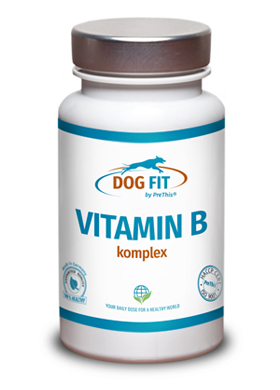 DOG FIT
by PreThis®
VITAMIN B
komplex
YOUR DAILY DOSE FOR A HEALTHY WORLD